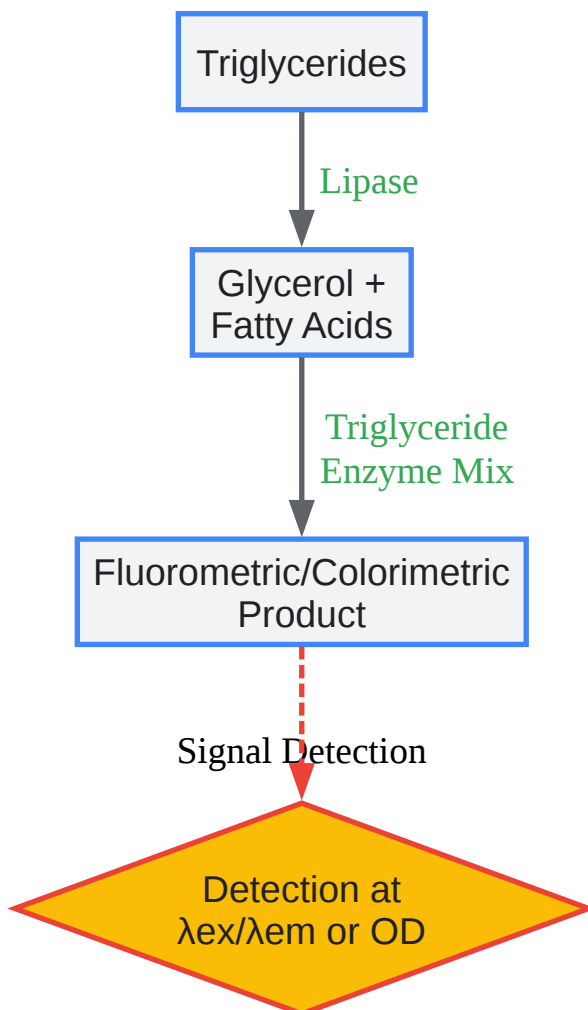 Triglycerides
Lipase
Glycerol +
Fatty Acids
Triglyceride
Enzyme Mix
Fluorometric/Colorimetric
Product
Signal Detection
Detection at
λex/λem or OD